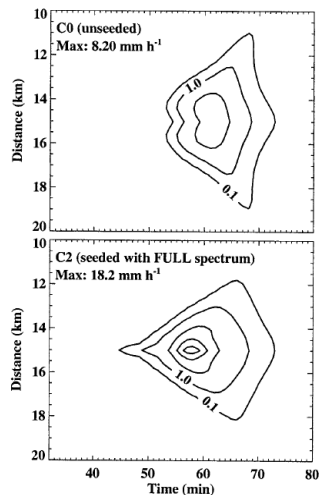 10
C0 (unseeded)
Max: 8.20 mm h-1
12
1.0
14
Distance (km)
16
18
0.1
20
10
C2 (seeded with FULL spectrum)
Max: 18.2 mm h-1
12
14
Distance (km)
16
1.0
0.1
18
20
40 50 60 70 80
Time (min)